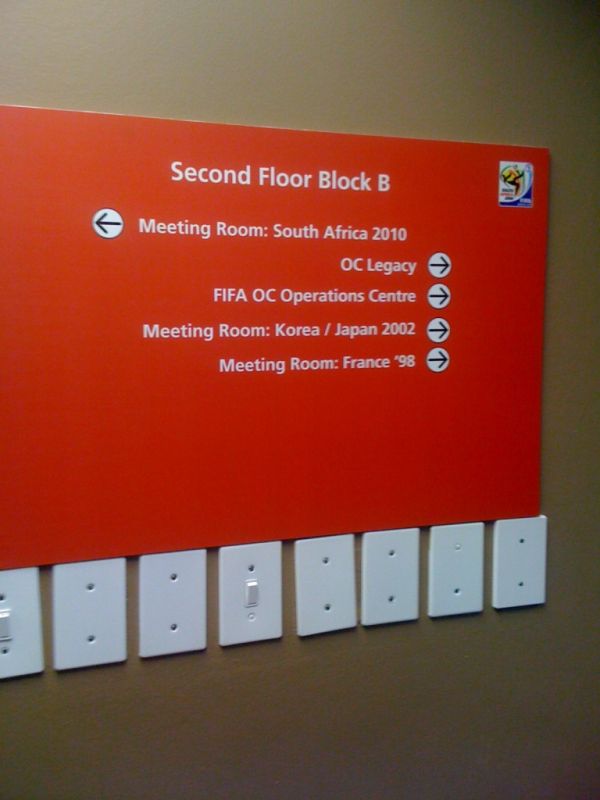 Second Floor Block B
Meeting Room: South Africa 2010
OC Legacy
FIFA OC Operations Centre
Meeting Room: Korea / Japan 2002
Meeting Room: France '98